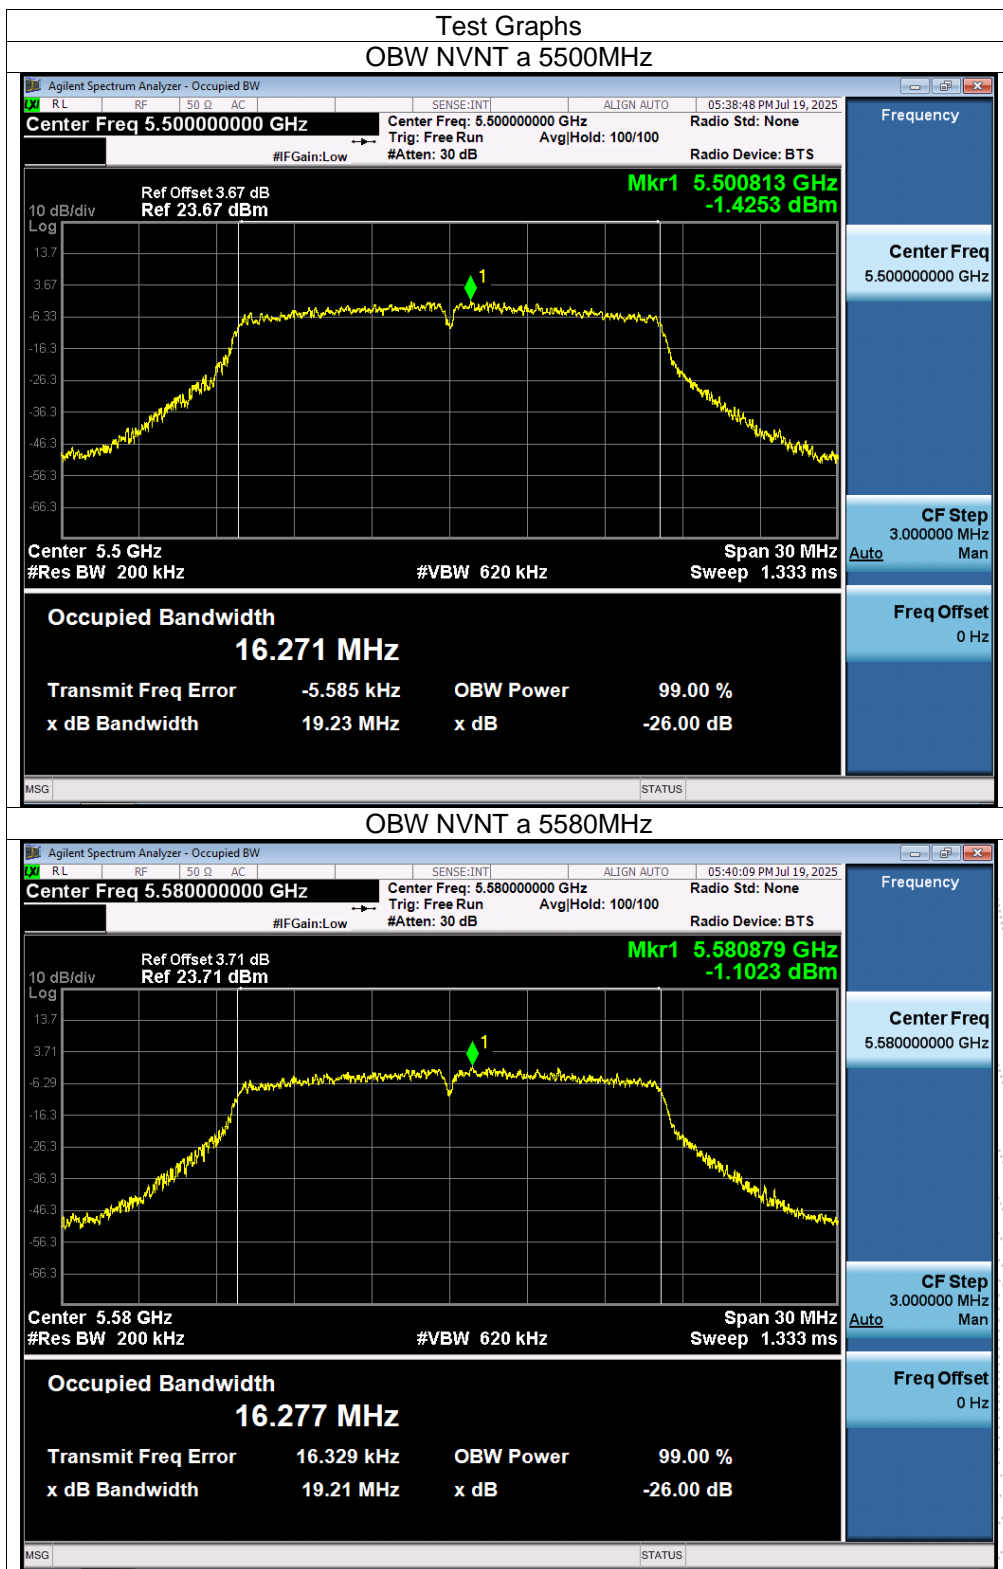 Test Graphs
OBW NVNT a 5500MHz
Agilent Spectrum Analyzer - Occupied BW
LXI RL RF 50 Ω AC SENSE:INT ALIGN AUTO 05:38:48 PM Jul 19, 2025
Center Freq 5.500000000 GHz
Center Freq: 5.500000000 GHz Radio Std: None
Trig: Free Run Avg|Hold: 100/100
#IFGain:Low #Atten: 30 dB Radio Device: BTS
Frequency
Mkr1 5.500813 GHz
-1.4253 dBm
Ref Offset 3.67 dB
10 dB/div Ref 23.67 dBm
Log
13.7
3.67
-6.33
-16.3
-26.3
-36.3
-46.3
-56.3
-66.3
1
Center 5.5 GHz Span 30 MHz
#Res BW 200 kHz #VBW 620 kHz Sweep 1.333 ms
Center Freq
5.500000000 GHz
CF Step
3.000000 MHz
Auto Man
Freq Offset
0 Hz
Occupied Bandwidth
16.271 MHz
Transmit Freq Error -5.585 kHz OBW Power 99.00 %
x dB Bandwidth 19.23 MHz x dB -26.00 dB
MSG STATUS
OBW NVNT a 5580MHz
Agilent Spectrum Analyzer - Occupied BW
LXI RL RF 50 Ω AC SENSE:INT ALIGN AUTO 05:40:09 PM Jul 19, 2025
Center Freq 5.580000000 GHz
Center Freq: 5.580000000 GHz Radio Std: None
Trig: Free Run Avg|Hold: 100/100
#IFGain:Low #Atten: 30 dB Radio Device: BTS
Frequency
Mkr1 5.580879 GHz
-1.1023 dBm
Ref Offset 3.71 dB
10 dB/div Ref 23.71 dBm
Log
13.7
3.71
-6.29
-16.3
-26.3
-36.3
-46.3
-56.3
-66.3
1
Center 5.58 GHz Span 30 MHz
#Res BW 200 kHz #VBW 620 kHz Sweep 1.333 ms
Center Freq
5.580000000 GHz
CF Step
3.000000 MHz
Auto Man
Freq Offset
0 Hz
Occupied Bandwidth
16.277 MHz
Transmit Freq Error 16.329 kHz OBW Power 99.00 %
x dB Bandwidth 19.21 MHz x dB -26.00 dB
MSG STATUS